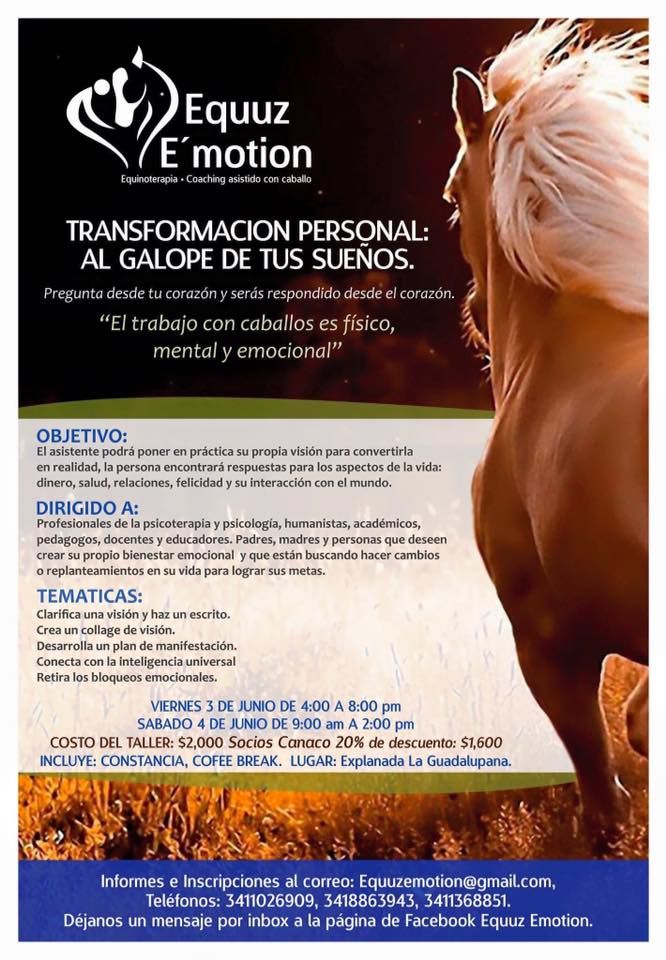 Equuz
E´motion
Equinoterapia • Coaching asistido con caballo
TRANSFORMACION PERSONAL:
AL GALOPE DE TUS SUEÑOS.
Pregunta desde tu corazón y serás respondido desde el corazón.
“El trabajo con caballos es físico,
mental y emocional”
OBJETIVO:
El asistente podrá poner en práctica su propia visión para convertirla
en realidad, la persona encontrará respuestas para los aspectos de la vida:
dinero, salud, relaciones, felicidad y su interacción con el mundo.
DIRIGIDO A:
Profesionales de la psicoterapia y psicología, humanistas, académicos,
pedagogos, docentes y educadores. Padres, madres y personas que deseen
crear su propio bienestar emocional y que están buscando hacer cambios
o replanteamientos en su vida para lograr sus metas.
TEMATICAS:
Clarifica una visión y haz un escrito.
Crea un collage de visión.
Desarrolla un plan de manifestación.
Conecta con la inteligencia universal
Retira los bloqueos emocionales.
VIERNES 3 DE JUNIO DE 4:00 A 8:00 pm
SABADO 4 DE JUNIO DE 9:00 am A 2:00 pm
COSTO DEL TALLER: $2,000 Socios Canaco 20% de descuento: $1,600
INCLUYE: CONSTANCIA, COFEE BREAK. LUGAR: Explanada La Guadalupana.
Informes e Inscripciones al correo: Equuzemotion@gmail.com,
Teléfonos: 3411026909, 3418863943, 3411368851.
Déjanos un mensaje por inbox a la página de Facebook Equuz Emotion.